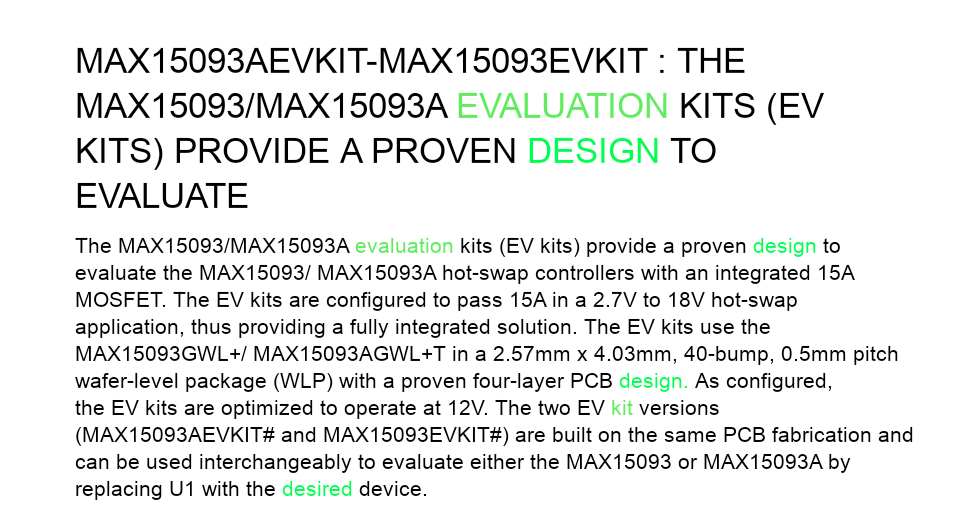 MAX15093AEVKIT-MAX15093EVKIT : THE
MAX15093/MAX15093A EVALUATION KITS (EV
KITS) PROVIDE A PROVEN DESIGN TO
EVALUATE
The MAX15093/MAX15093A evaluation kits (EV kits) provide a proven design to
evaluate the MAX15093/ MAX15093A hot-swap controllers with an integrated 15A
MOSFET. The EV kits are configured to pass 15A in a 2.7V to 18V hot-swap
application, thus providing a fully integrated solution. The EV kits use the
MAX15093GWL+/ MAX15093AGWL+T in a 2.57mm x 4.03mm, 40-bump, 0.5mm pitch
wafer-level package (WLP) with a proven four-layer PCB design. As configured,
the EV kits are optimized to operate at 12V. The two EV kit versions
(MAX15093AEVKIT# and MAX15093EVKIT#) are built on the same PCB fabrication and
can be used interchangeably to evaluate either the MAX15093 or MAX15093A by
replacing U1 with the desired device.